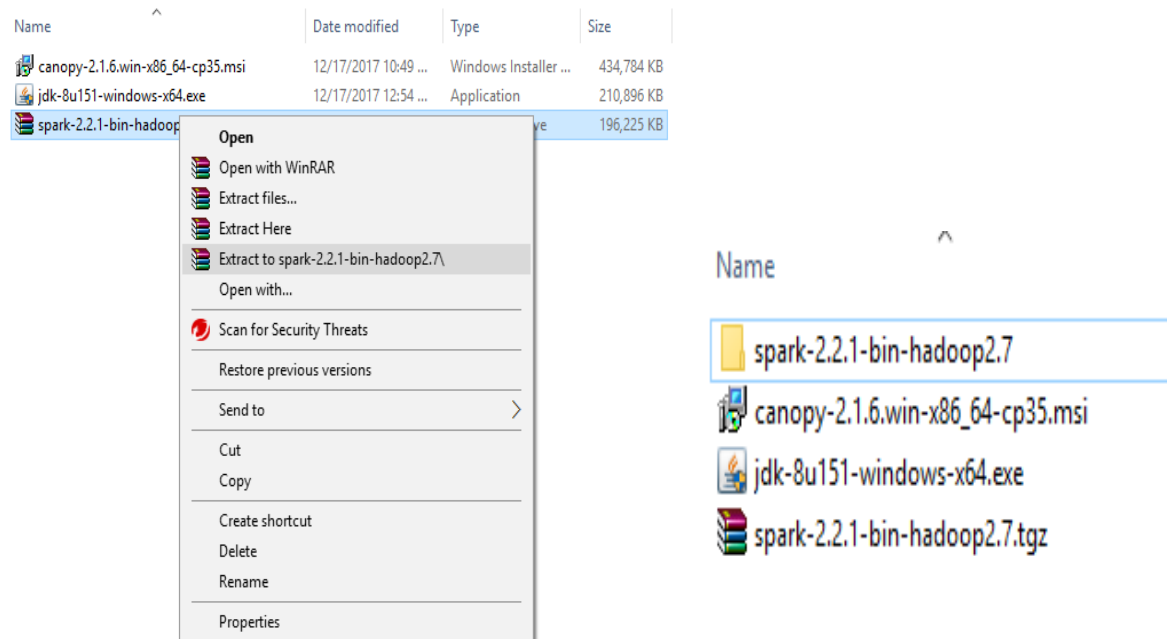 Name Date modified Type Size
canopy-2.1.6.win-x86_64-cp35.msi 12/17/2017 10:49 ... Windows Installer ... 434,784 KB
jdk-8u151-windows-x64.exe 12/17/2017 12:54 ... Application 210,896 KB
spark-2.2.1-bin-hadoop ve 196,225 KB
Open
Open with WinRAR
Extract files...
Extract Here
Extract to spark-2.2.1-bin-hadoop2.7\
Open with...
Scan for Security Threats
Restore previous versions
Send to
Cut
Copy
Create shortcut
Delete
Rename
Properties
Name
spark-2.2.1-bin-hadoop2.7
canopy-2.1.6.win-x86_64-cp35.msi
jdk-8u151-windows-x64.exe
spark-2.2.1-bin-hadoop2.7.tgz